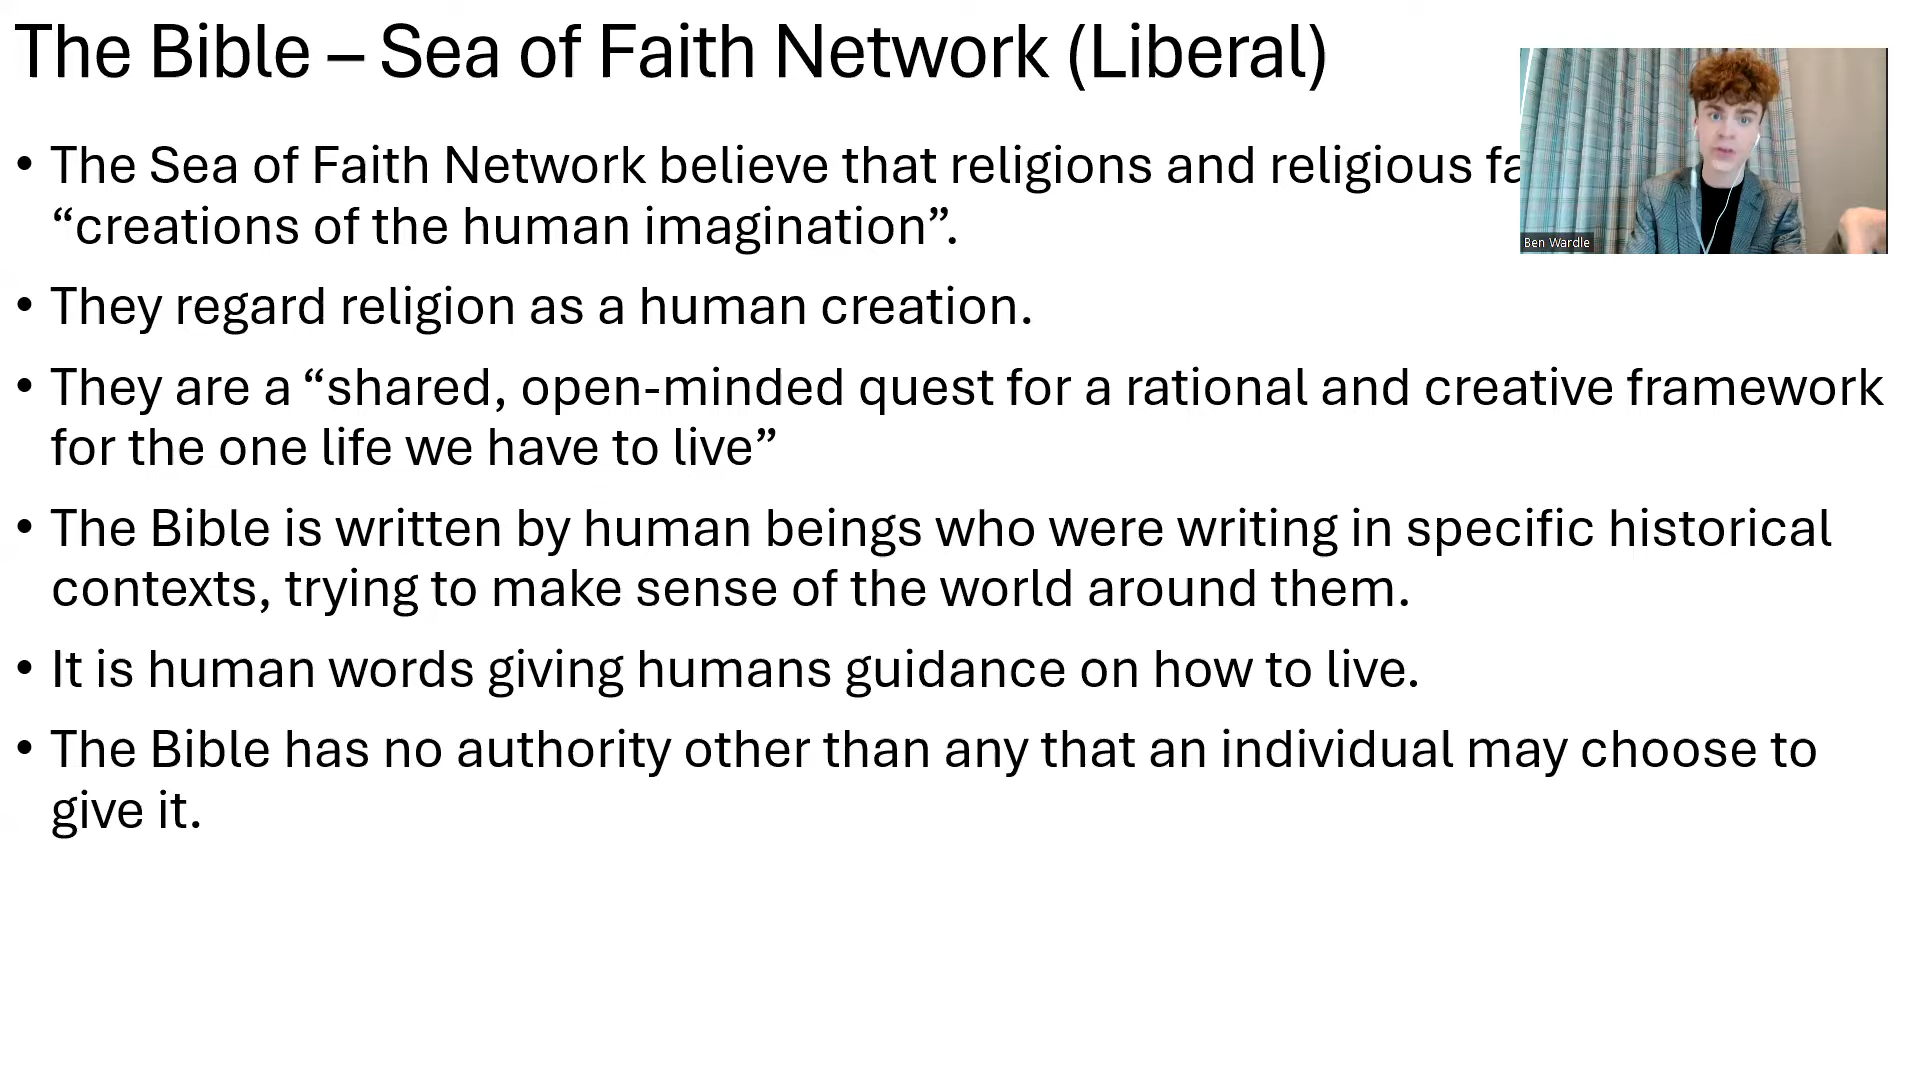 The Bible – Sea of Faith Network (Liberal)
• The Sea of Faith Network believe that religions and religious fa
“creations of the human imagination”.
• They regard religion as a human creation.
• They are a “shared, open-minded quest for a rational and creative framework
for the one life we have to live”
• The Bible is written by human beings who were writing in specific historical
contexts, trying to make sense of the world around them.
• It is human words giving humans guidance on how to live.
• The Bible has no authority other than any that an individual may choose to
give it.
Ben Wardle